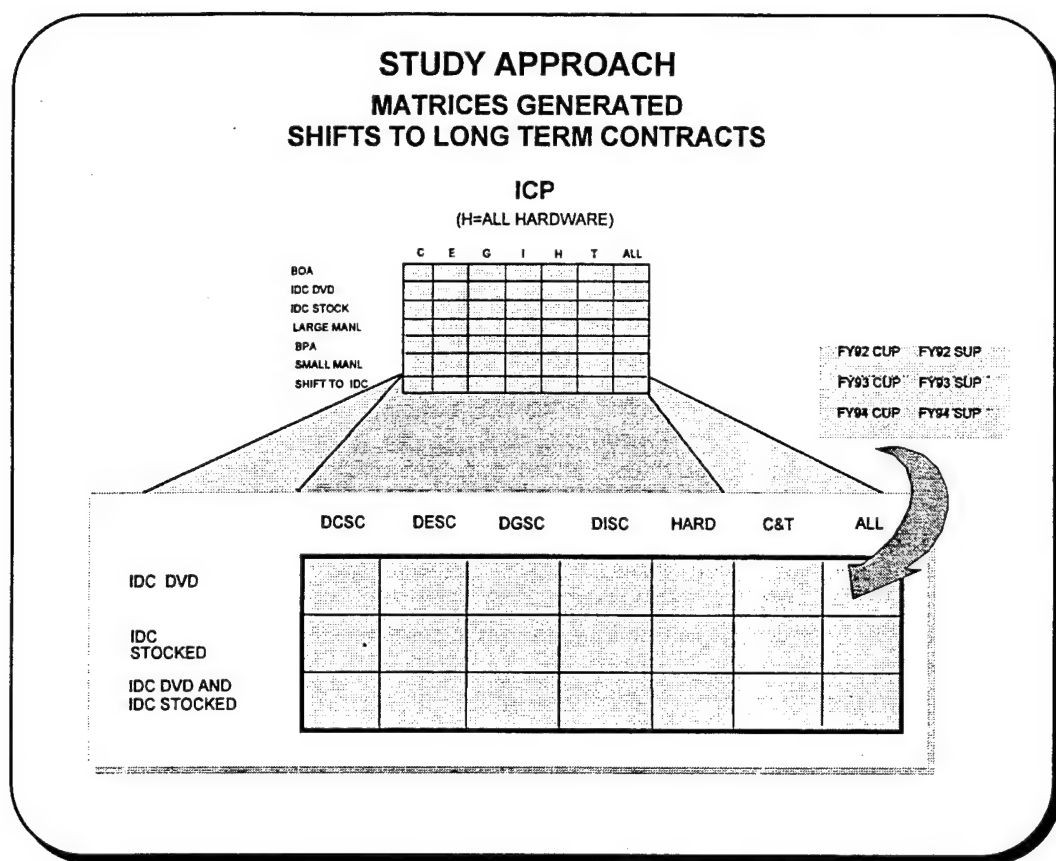 STUDY APPROACH
MATRICES GENERATED
SHIFTS TO LONG TERM CONTRACTS
ICP
(H=ALL HARDWARE)
C E G I H T ALL
BOA
IDC DVD
IDC STOCK
LARGE MANL
BPA
SMALL MANL
SHIFT TO IDC
FY92 CUP FY92 SUP
FY93 CUP FY93 SUP
FY94 CUP FY94 SUP
DCSC DESC DGSC DISC HARD C&T ALL
IDC DVD
IDC
STOCKED
IDC DVD AND
IDC STOCKED